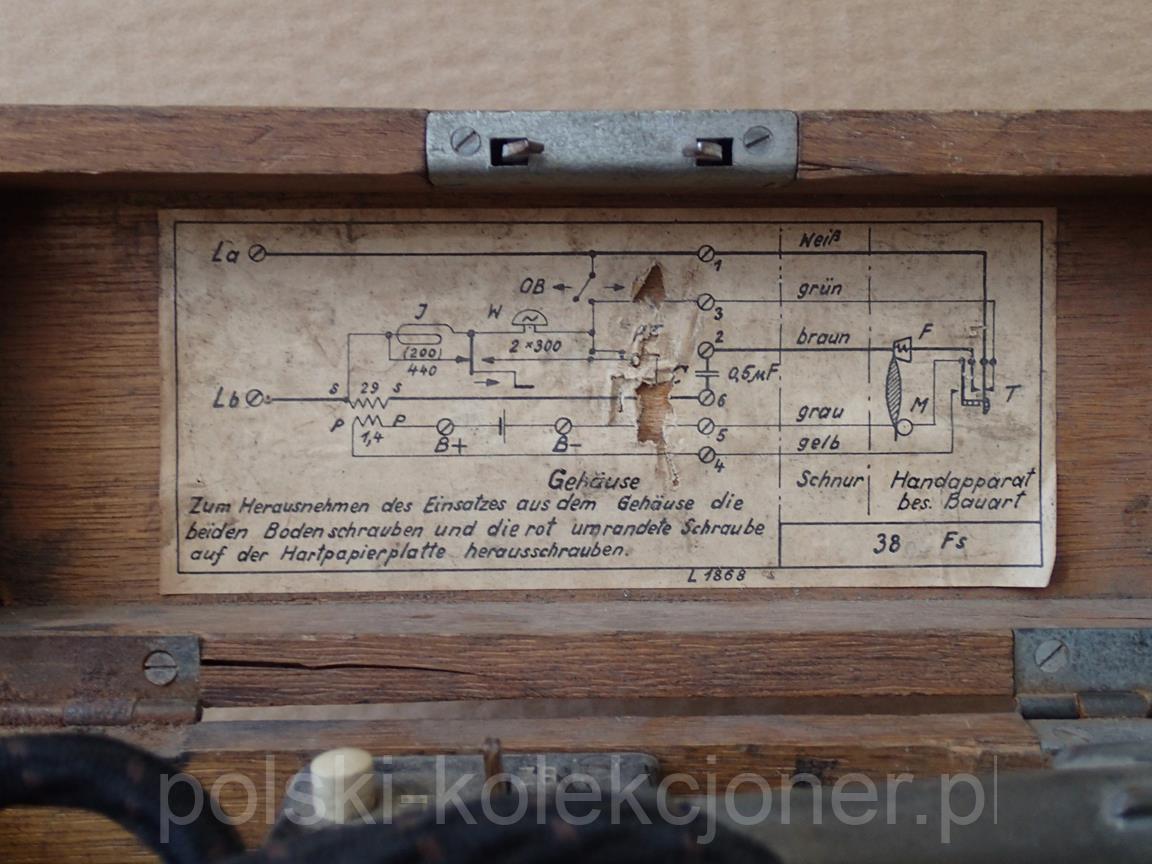 La
1
Weiß
OB
3
grün
J
W
2
braun
F
(200)
2 × 300
440
0,5 µF
s 29 s
Lb
6
T
grau
M
P P
5
1,4
B+
B-
gelb
4
Gehäuse
Schnur
Handapparat
bes. Bauart
Zum Herausnehmen des Einsatzes aus dem Gehäuse die
beiden Bodenschrauben und die rot umrandete Schraube
auf der Hartpapierplatte herausschrauben.
38 Fs
L 1868
polski-kolekcjoner.pl